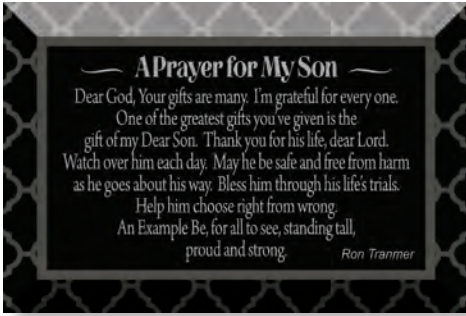 A Prayer for My Son
Dear God, Your gifts are many. I'm grateful for every one.
One of the greatest gifts you've given is the
gift of my Dear Son. Thank you for his life, dear Lord.
Watch over him each day. May he be safe and free from harm
as he goes about his way. Bless him through his life's trials.
Help him choose right from wrong.
An Example Be, for all to see, standing tall,
proud and strong.
Ron Tranmer